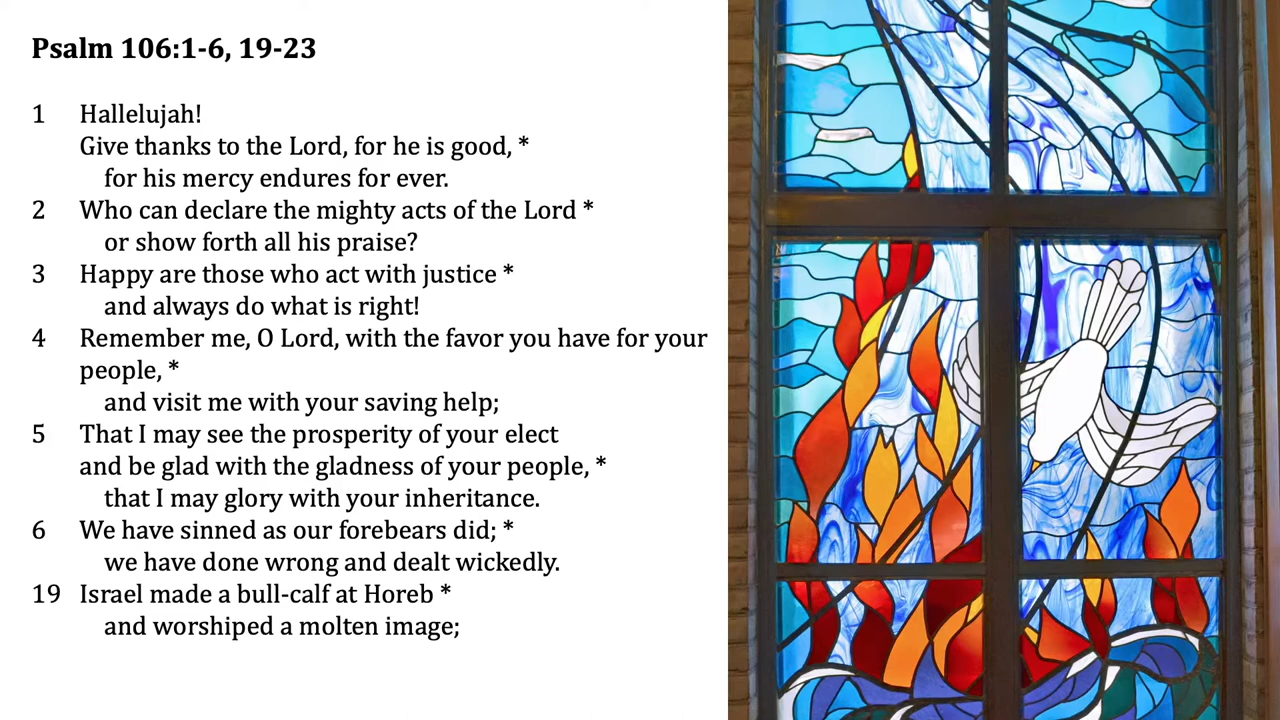 Psalm 106:1-6, 19-23
1 Hallelujah!
Give thanks to the Lord, for he is good, *
for his mercy endures for ever.
2 Who can declare the mighty acts of the Lord *
or show forth all his praise?
3 Happy are those who act with justice *
and always do what is right!
4 Remember me, O Lord, with the favor you have for your
people, *
and visit me with your saving help;
5 That I may see the prosperity of your elect
and be glad with the gladness of your people, *
that I may glory with your inheritance.
6 We have sinned as our forebears did; *
we have done wrong and dealt wickedly.
19 Israel made a bull-calf at Horeb *
and worshiped a molten image;